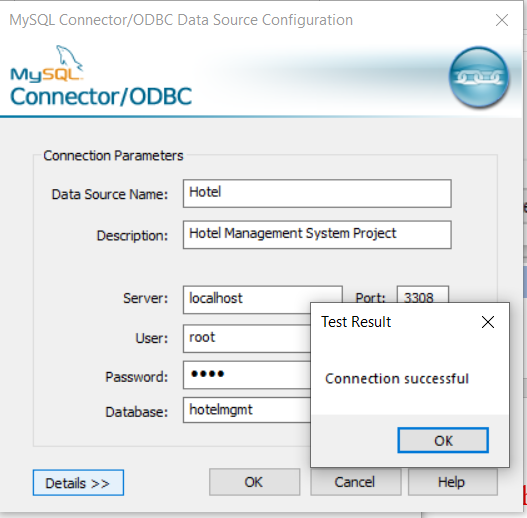 MySQL Connector/ODBC Data Source Configuration
MySQL
Connector/ODBC
Connection Parameters
Data Source Name: Hotel
Description: Hotel Management System Project
Server: localhost Port: 3308
User: root
Password: ●●●●
Database: hotelmgmt
Test Result
Connection successful
OK
Details >> OK Cancel Help